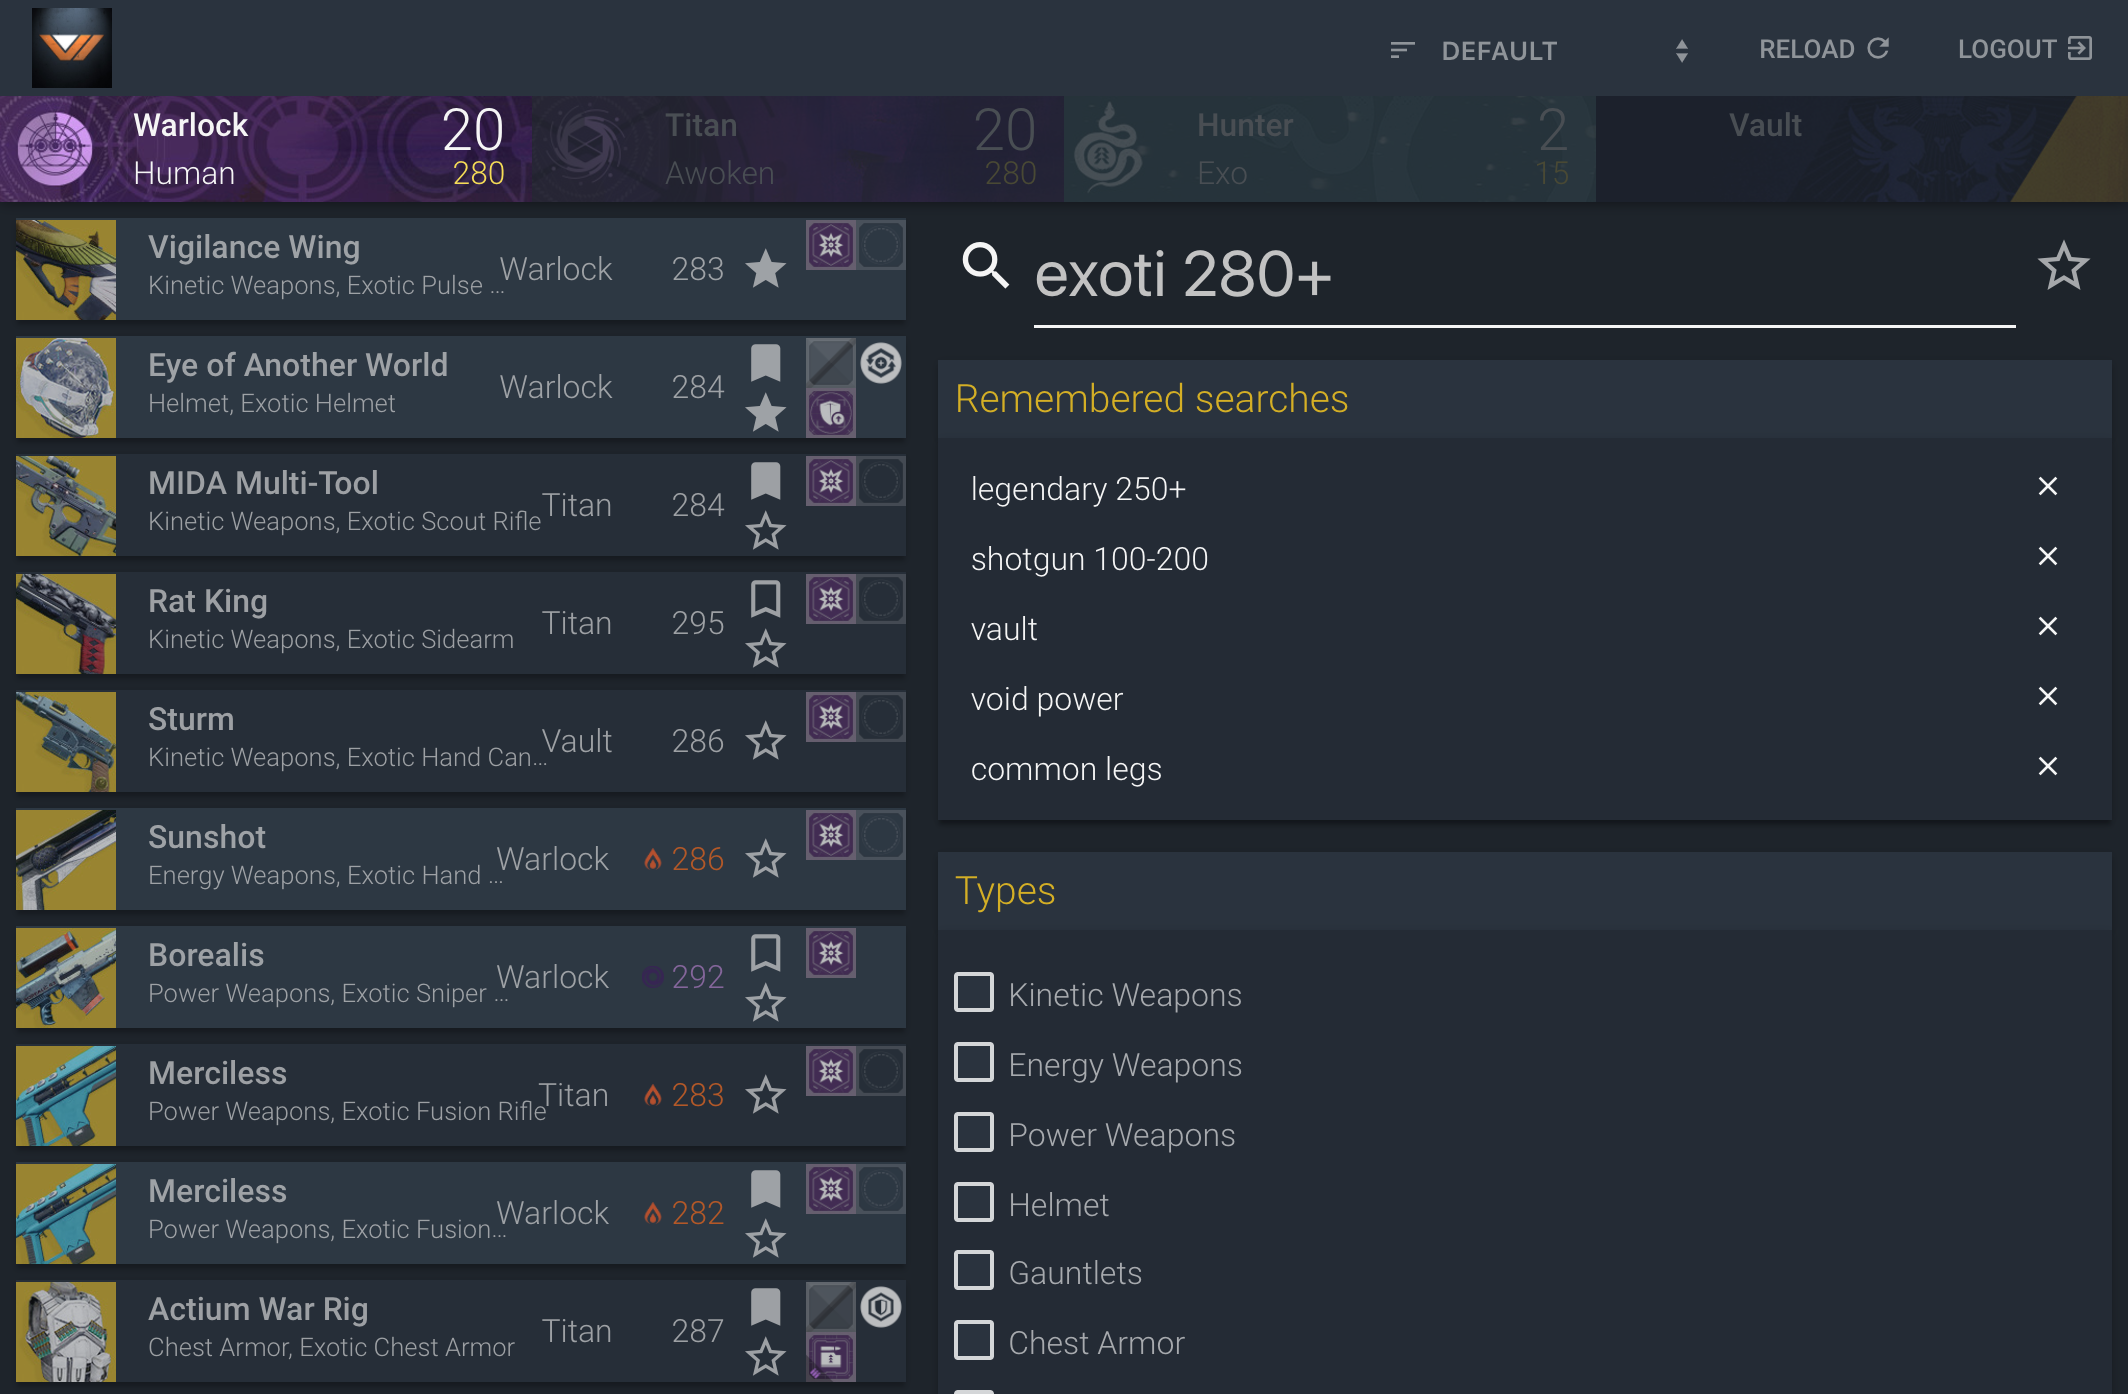 DEFAULT
RELOAD
LOGOUT
Warlock
20
Human
280
Titan
20
Awoken
280
Hunter
2
Exo
15
Vault
Vigilance Wing
Kinetic Weapons, Exotic Pulse ...
Warlock
283
Eye of Another World
Helmet, Exotic Helmet
Warlock
284
MIDA Multi-Tool
Kinetic Weapons, Exotic Scout Rifle
Titan
284
Rat King
Kinetic Weapons, Exotic Sidearm
Titan
295
Sturm
Kinetic Weapons, Exotic Hand Can...
Vault
286
Sunshot
Energy Weapons, Exotic Hand ...
Warlock
286
Borealis
Power Weapons, Exotic Sniper ...
Warlock
292
Merciless
Power Weapons, Exotic Fusion Rifle
Titan
283
Merciless
Power Weapons, Exotic Fusion...
Warlock
282
Actium War Rig
Chest Armor, Exotic Chest Armor
Titan
287
exoti 280+
Remembered searches
legendary 250+
shotgun 100-200
vault
void power
common legs
Types
Kinetic Weapons
Energy Weapons
Power Weapons
Helmet
Gauntlets
Chest Armor